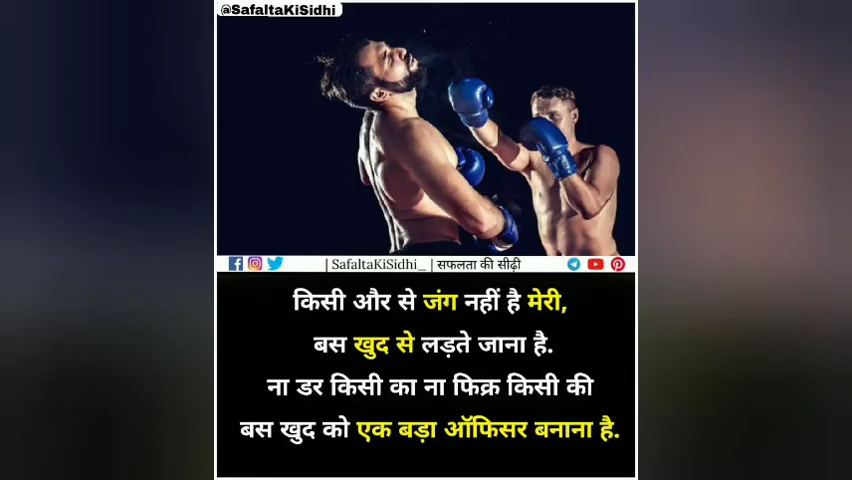 @SafaltaKiSidhi
| SafaltaKiSidhi_ | सफलता की सीढ़ी
किसी और से जंग नहीं है मेरी,
बस खुद से लड़ते जाना है.
ना डर किसी का ना फिक्र किसी की
बस खुद को एक बड़ा ऑफिसर बनाना है.